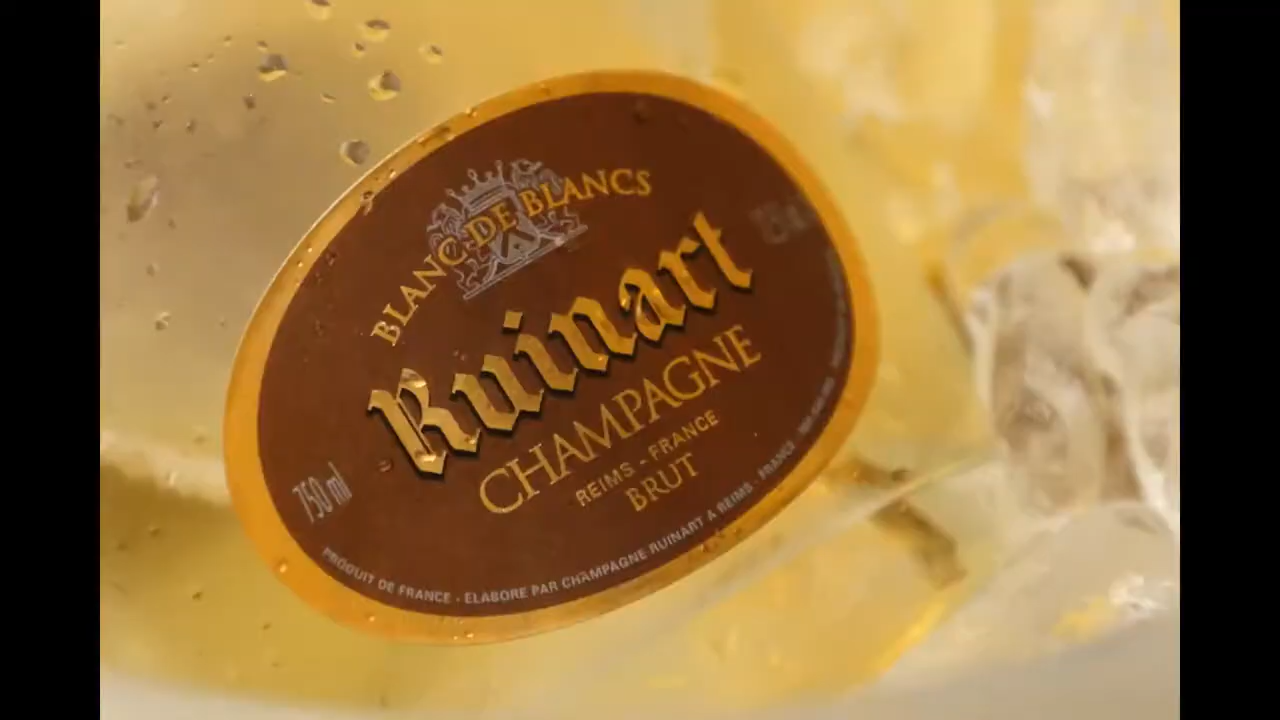 BLANC DE BLANCS
Ruinart
CHAMPAGNE
REIMS - FRANCE
BRUT
750 ml
PRODUIT DE FRANCE - ELABORE PAR CHAMPAGNE RUINART A REIMS - FRANCE